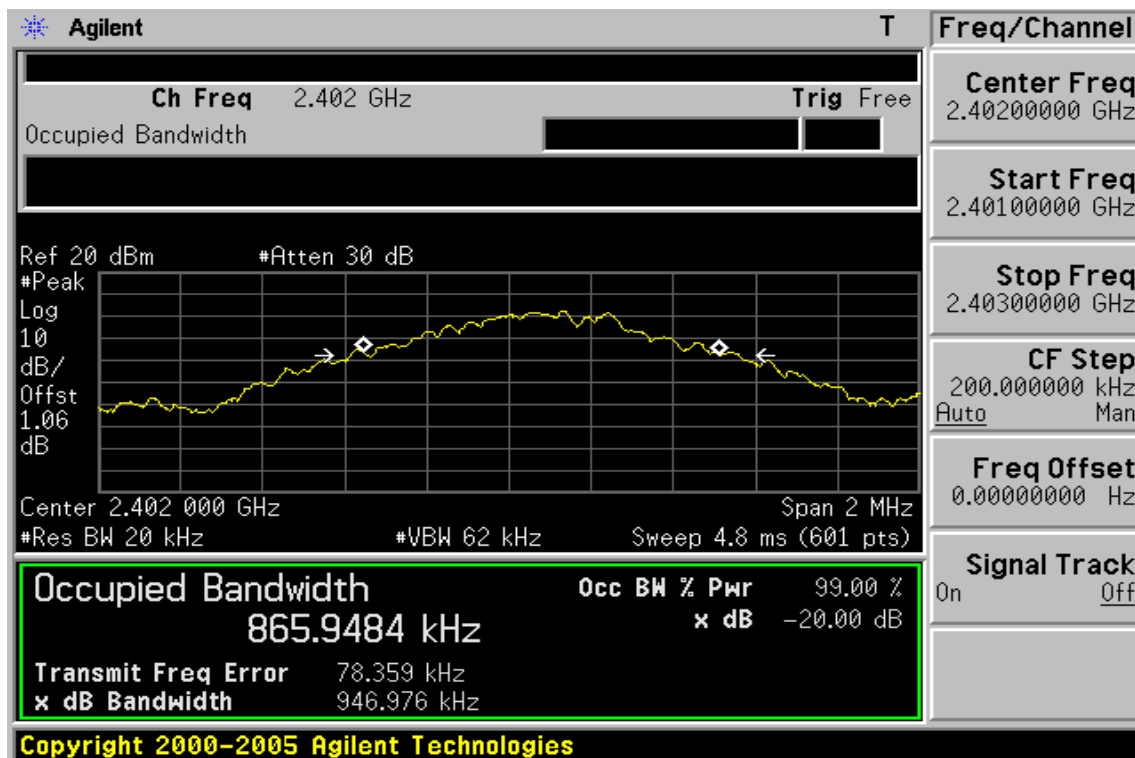 Agilent T
Ch Freq 2.402 GHz Trig Free
Occupied Bandwidth
Ref 20 dBm #Atten 30 dB
#Peak
Log
10
dB/
Offst
1.06
dB
Center 2.402 000 GHz Span 2 MHz
#Res BW 20 kHz #VBW 62 kHz Sweep 4.8 ms (601 pts)
Occupied Bandwidth
865.9484 kHz
Occ BW % Pwr 99.00 %
x dB -20.00 dB
Transmit Freq Error 78.359 kHz
x dB Bandwidth 946.976 kHz
Copyright 2000-2005 Agilent Technologies
Freq/Channel
Center Freq
2.40200000 GHz
Start Freq
2.40100000 GHz
Stop Freq
2.40300000 GHz
CF Step
200.000000 kHz
Auto Man
Freq Offset
0.00000000 Hz
Signal Track
On Off